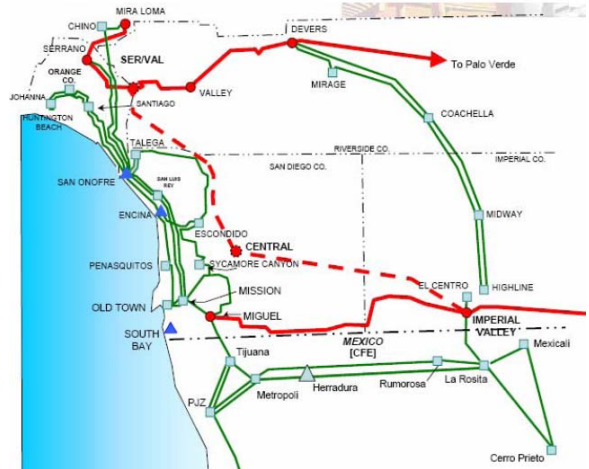 MIRA LOMA
CHINO
DEVERS
SERRANO
SER/VAL
To Palo Verde
ORANGE
CO.
MIRAGE
VALLEY
JOHANNA
SANTIAGO
HUNTINGTON
BEACH
COACHELLA
TALEGA
RIVERSIDE CO.
SAN DIEGO CO.
IMPERIAL CO.
SAN ONOFRE
SAN LUIS
REY
ENCINA
MIDWAY
ESCONDIDO
CENTRAL
PENASQUITOS
SYCAMORE CANYON
EL CENTRO
HIGHLINE
MISSION
OLD TOWN
MIGUEL
IMPERIAL
VALLEY
SOUTH
BAY
MEXICO
[CFE]
Tijuana
Mexicali
Rumorosa
La Rosita
Metropoli
Herradura
PJZ
Cerro Prieto